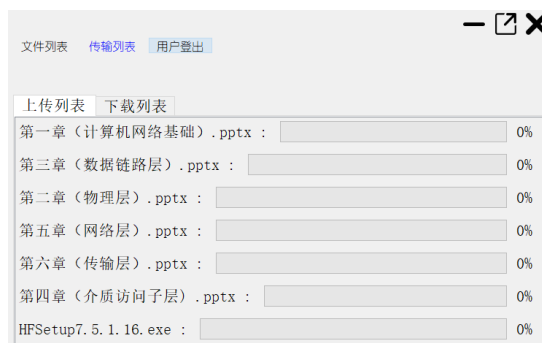 文件列表 传输列表 用户登出
上传列表 下载列表
第一章（计算机网络基础）.pptx : 0%
第三章（数据链路层）.pptx : 0%
第二章（物理层）.pptx : 0%
第五章（网络层）.pptx : 0%
第六章（传输层）.pptx : 0%
第四章（介质访问子层）.pptx : 0%
HFSetup7.5.1.16.exe : 0%